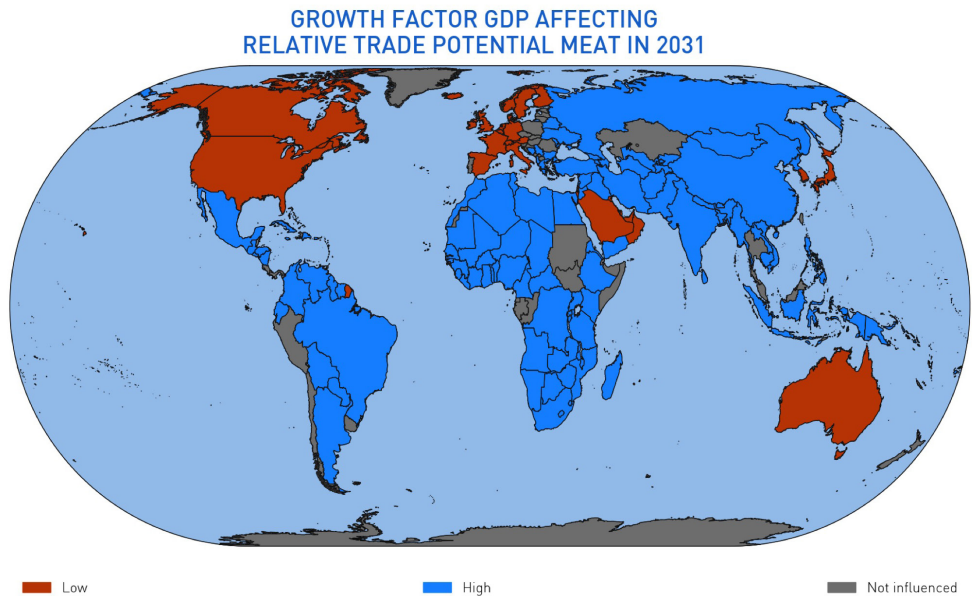 GROWTH FACTOR GDP AFFECTING
RELATIVE TRADE POTENTIAL MEAT IN 2031
Low
High
Not influenced